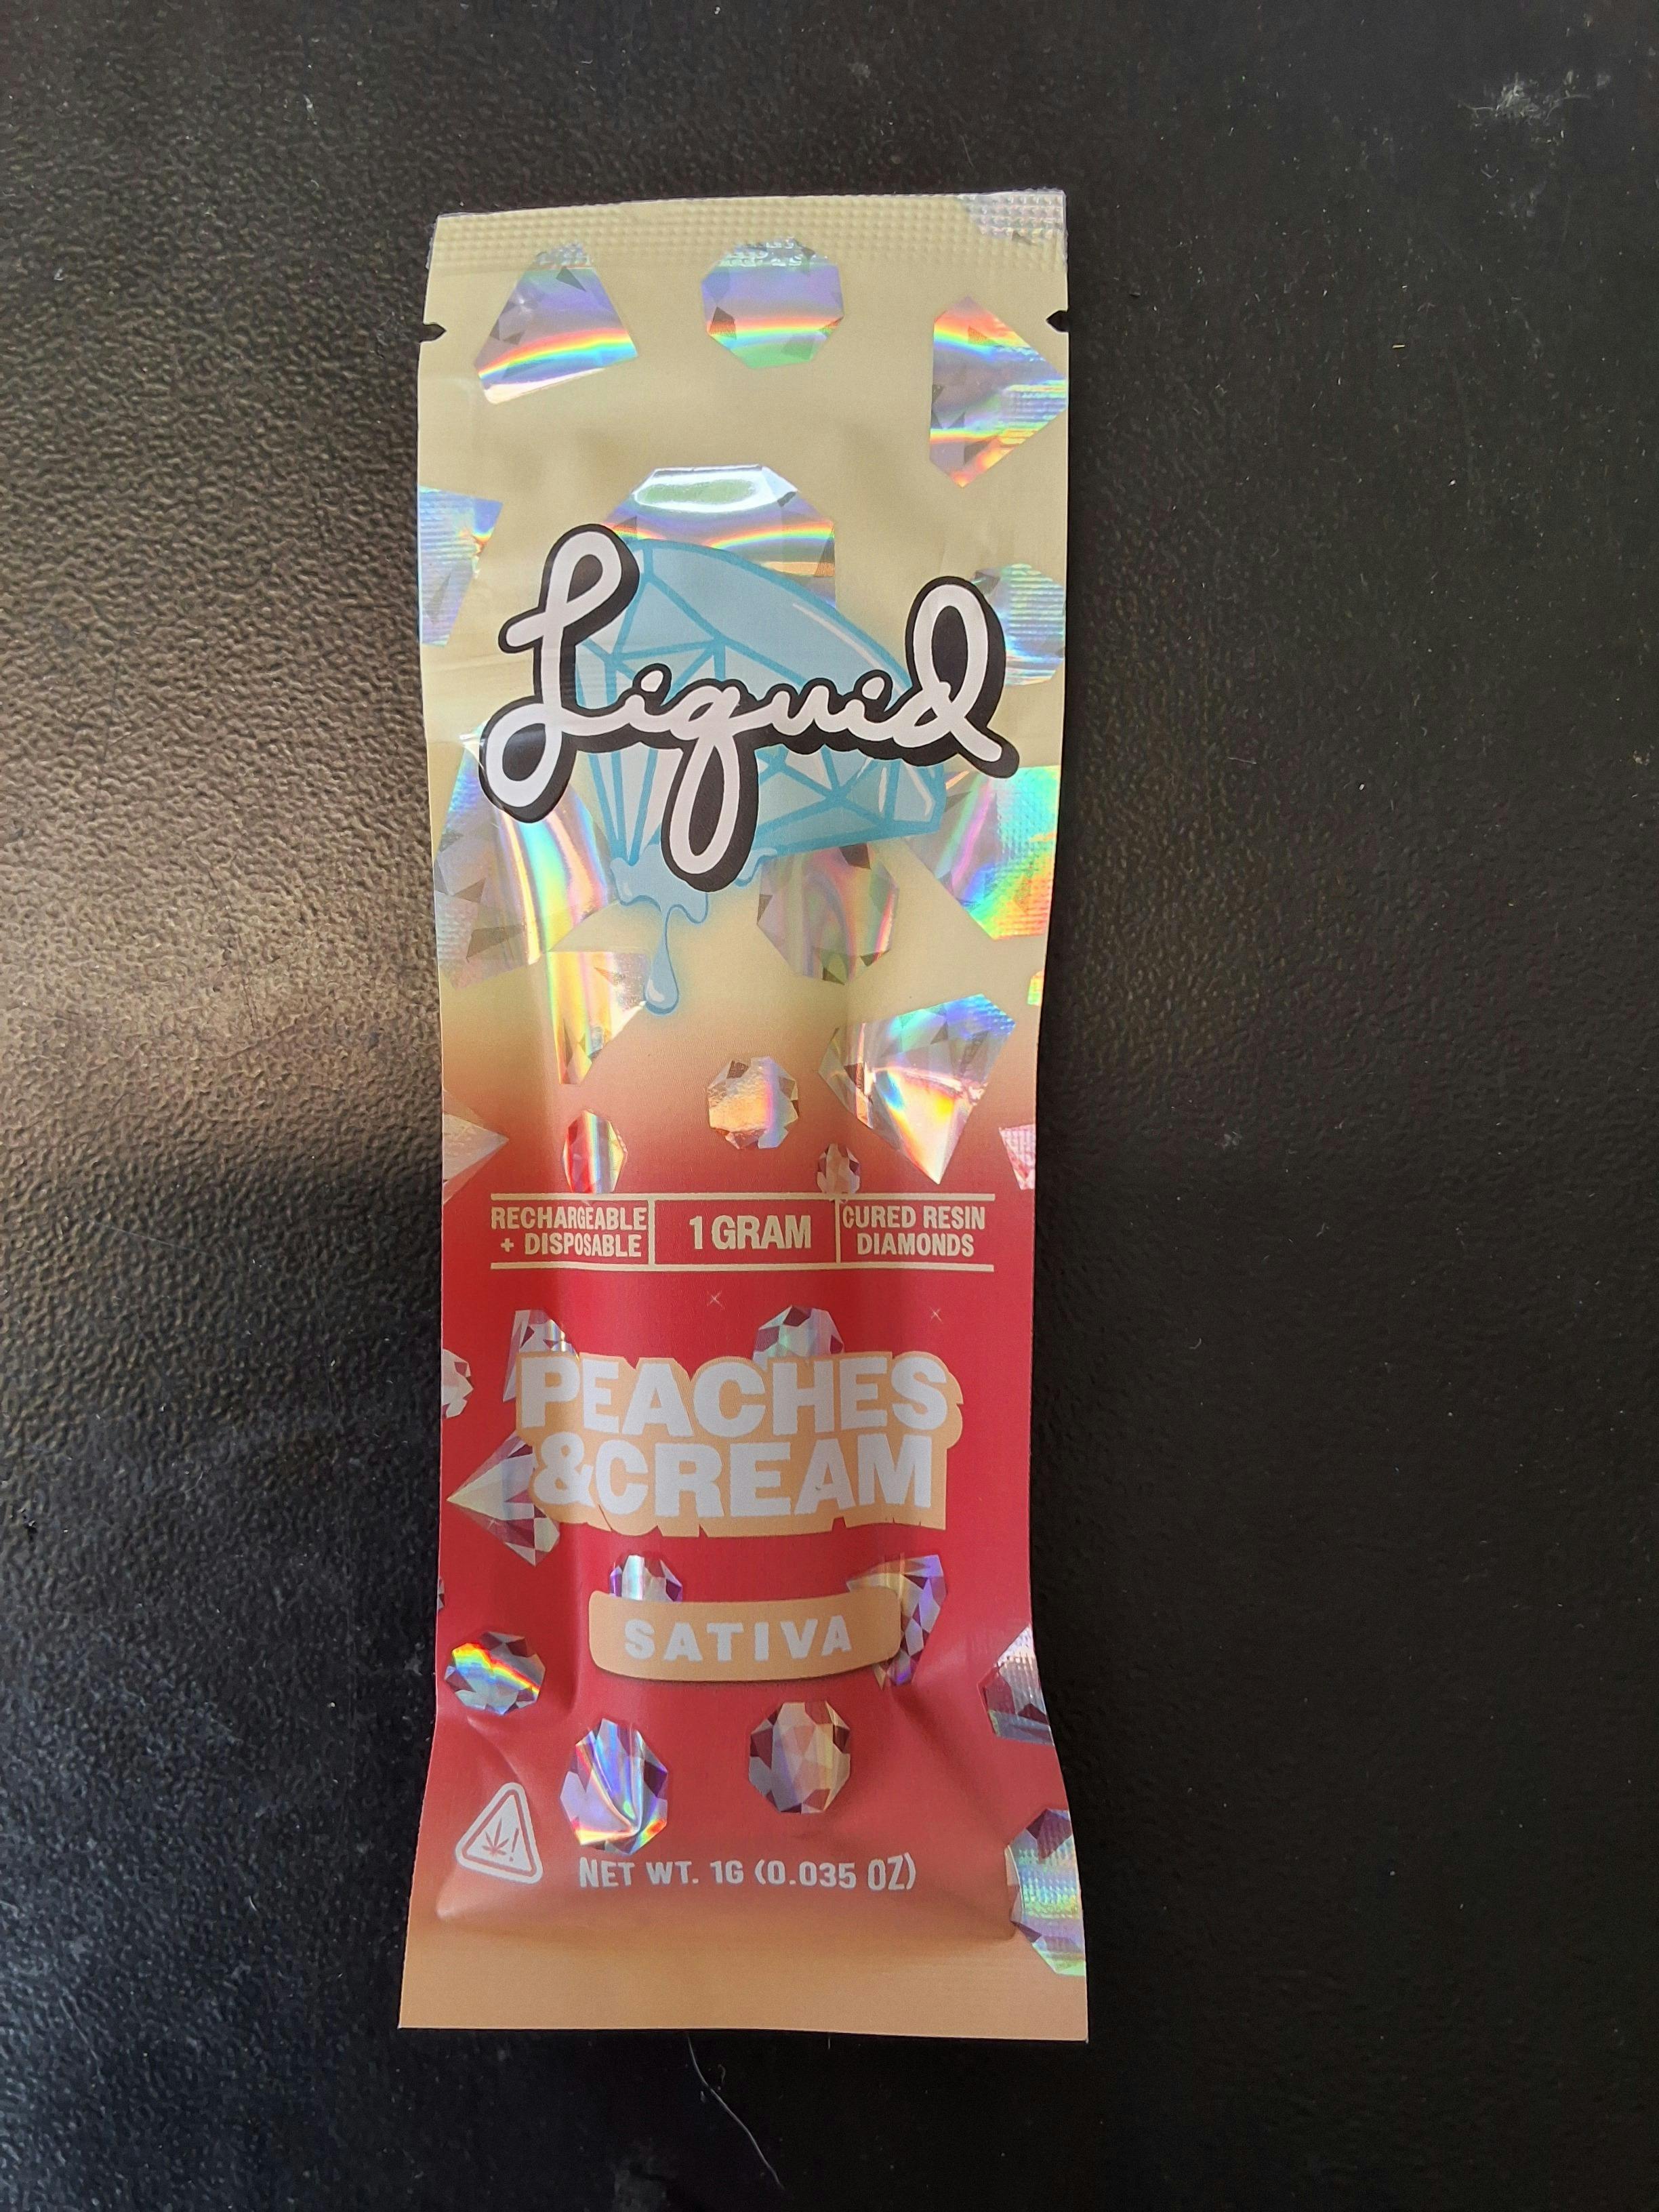 Liquid
RECHARGEABLE
+ DISPOSABLE
1 GRAM
CURED RESIN
DIAMONDS
PEACHES
&CREAM
SATIVA
!
NET WT. 1G (0.035 OZ)